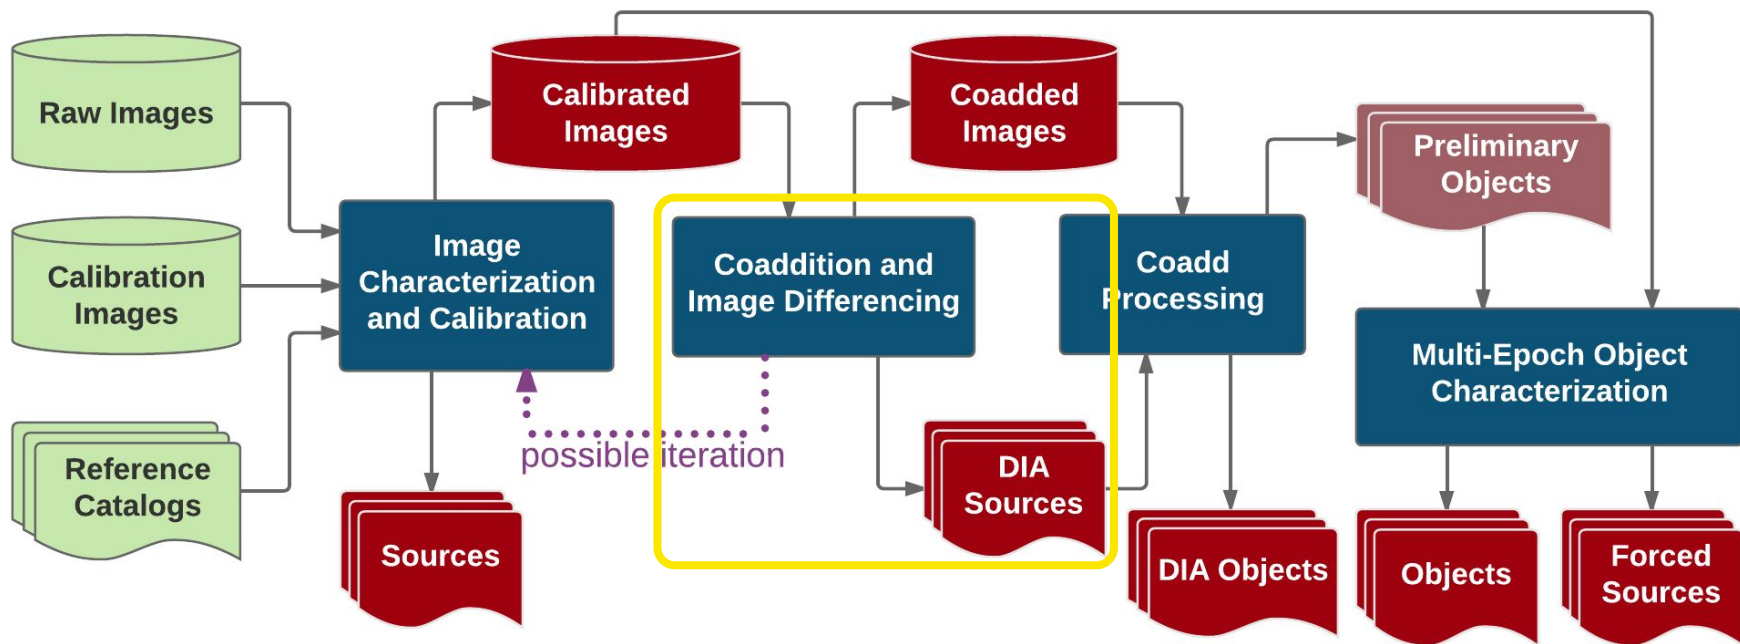 Raw Images
Calibration
Images
Reference
Catalogs
Image
Characterization
and Calibration
Sources
Calibrated
Images
Coaddition and
Image Differencing
possible iteration
Coadded
Images
DIA
Sources
Coadd
Processing
DIA Objects
Preliminary
Objects
Multi-Epoch Object
Characterization
Objects
Forced
Sources